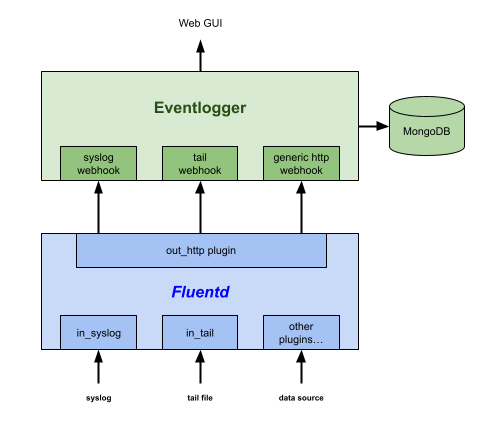 Web GUI
Eventlogger
MongoDB
syslog
webhook
tail
webhook
generic http
webhook
out_http plugin
Fluentd
in_syslog
in_tail
other
plugins...
syslog
tail file
data source